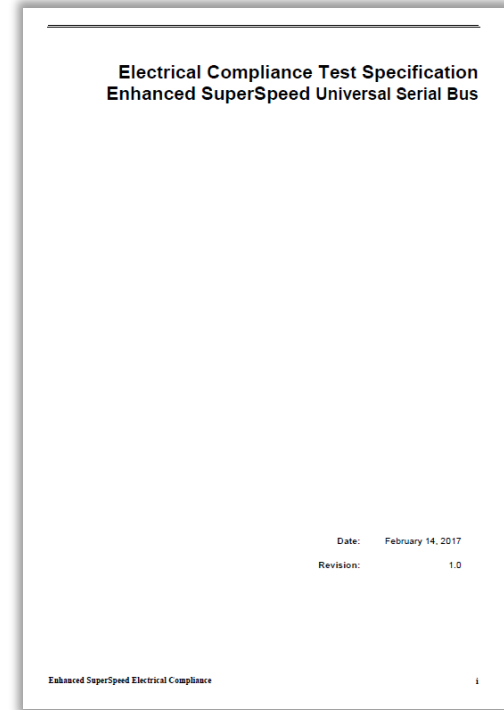 Electrical Compliance Test Specification
Enhanced SuperSpeed Universal Serial Bus
Date: February 14, 2017
Revision: 1.0
Enhanced SuperSpeed Electrical Compliance i